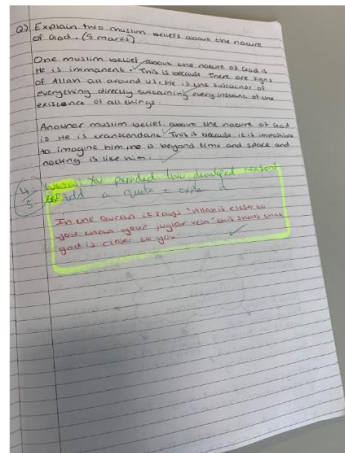 Q) Explain two muslim beliefs about the nature
of God. (5 marks)
One muslim belief about the nature of God is
He is immanent. This is because there are signs
of Allah all around us. He is the sustainer of
everything directly sustaining every instant of the
existence of all things.
Another muslim belief about the nature of God
is He is transcendant. This is because it is impossible
to imagine him, He is beyond time and space and
nothing is like him.
4
5
two developed
add a quote
In the Quran it says "Allah is closer to
you than your juglar vein" this shows that
god is closer to you